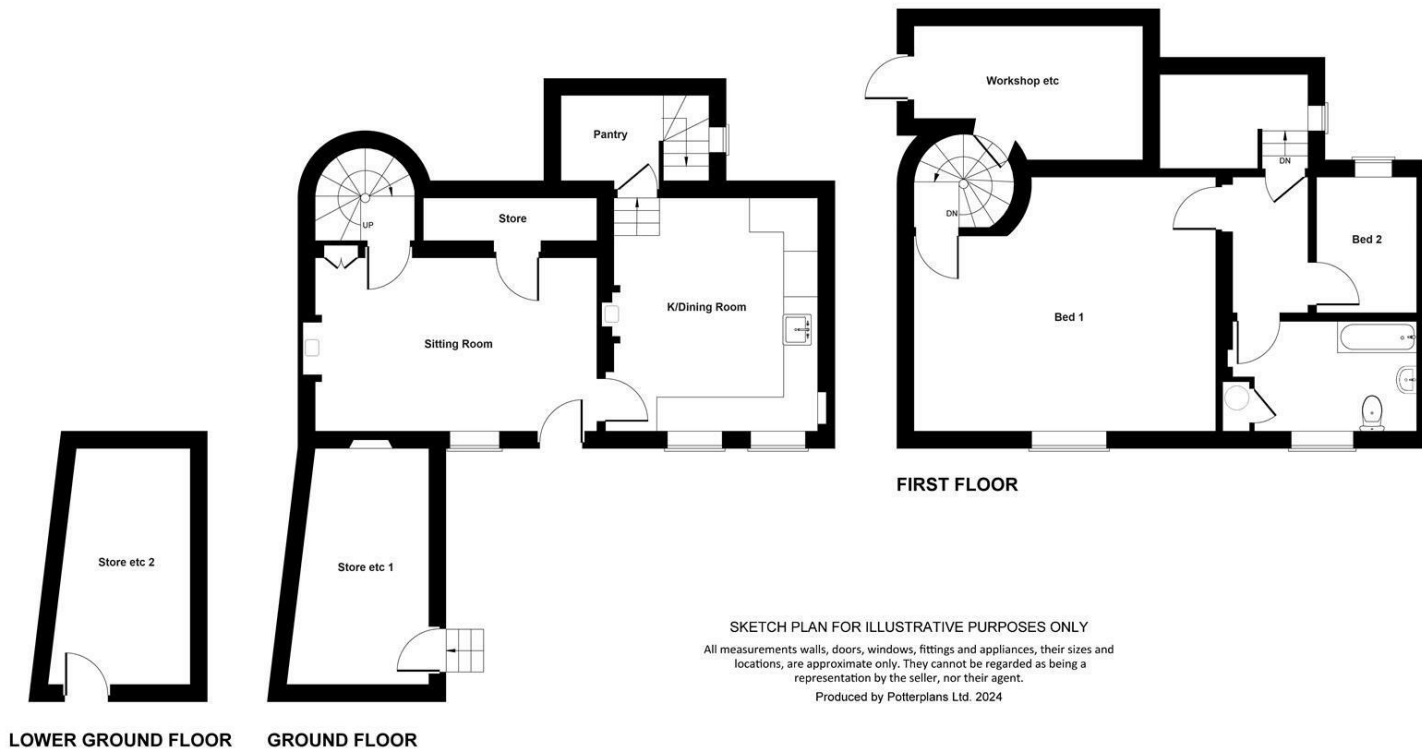 Workshop etc
Pantry
DN
UP
Store
DN
Bed 2
K/Dining Room
Bed 1
Sitting Room
FIRST FLOOR
Store etc 2
Store etc 1
SKETCH PLAN FOR ILLUSTRATIVE PURPOSES ONLY
All measurements walls, doors, windows, fittings and appliances, their sizes and
locations, are approximate only. They cannot be regarded as being a
representation by the seller, nor their agent.
Produced by Potterplans Ltd. 2024
LOWER GROUND FLOOR
GROUND FLOOR